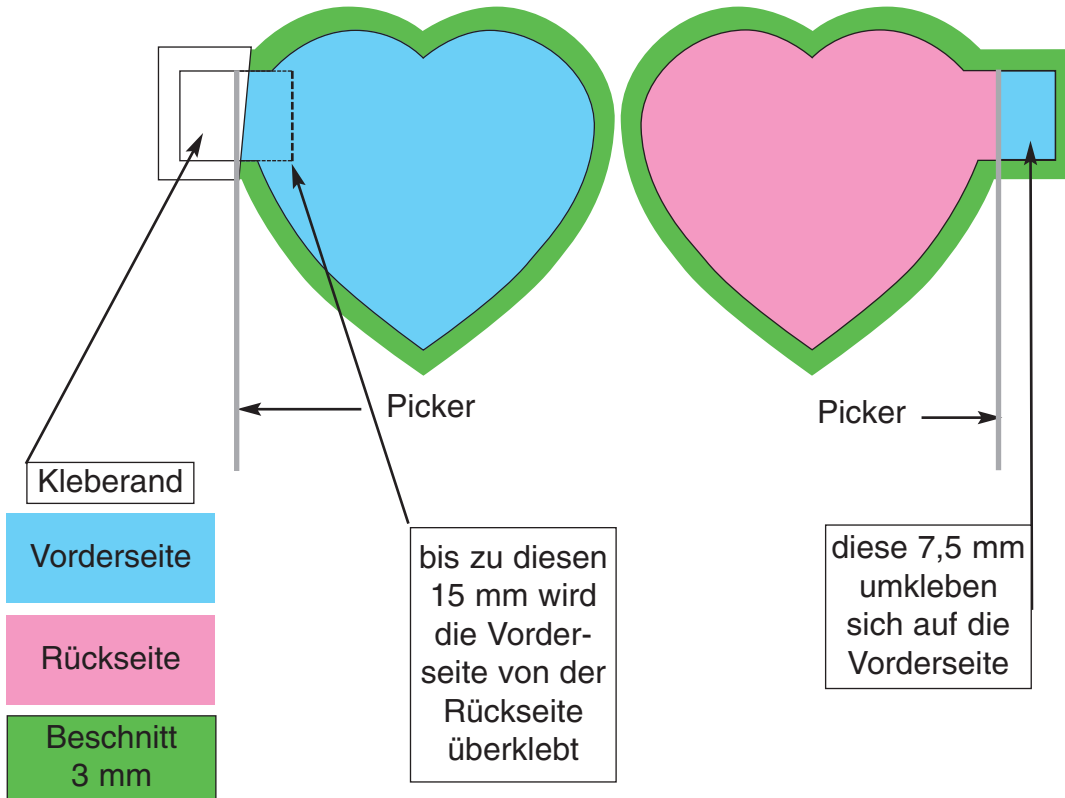 Picker
Picker
Kleberand
Vorderseite
Rückseite
Beschnitt
3 mm
bis zu diesen
15 mm wird
die Vorder-
seite von der
Rückseite
überklebt
diese 7,5 mm
umkleben
sich auf die
Vorderseite